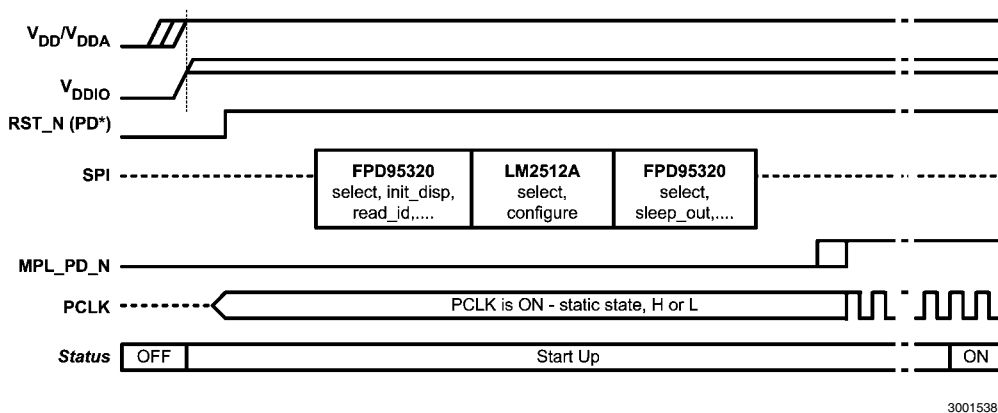 VDD/VDDA
VDDIO
RST_N (PD*)
SPI
FPD95320
select, init_disp,
read_id,....
LM2512A
select,
configure
FPD95320
select,
sleep_out,....
MPL_PD_N
PCLK
PCLK is ON - static state, H or L
Status
OFF
Start Up
ON
3001538